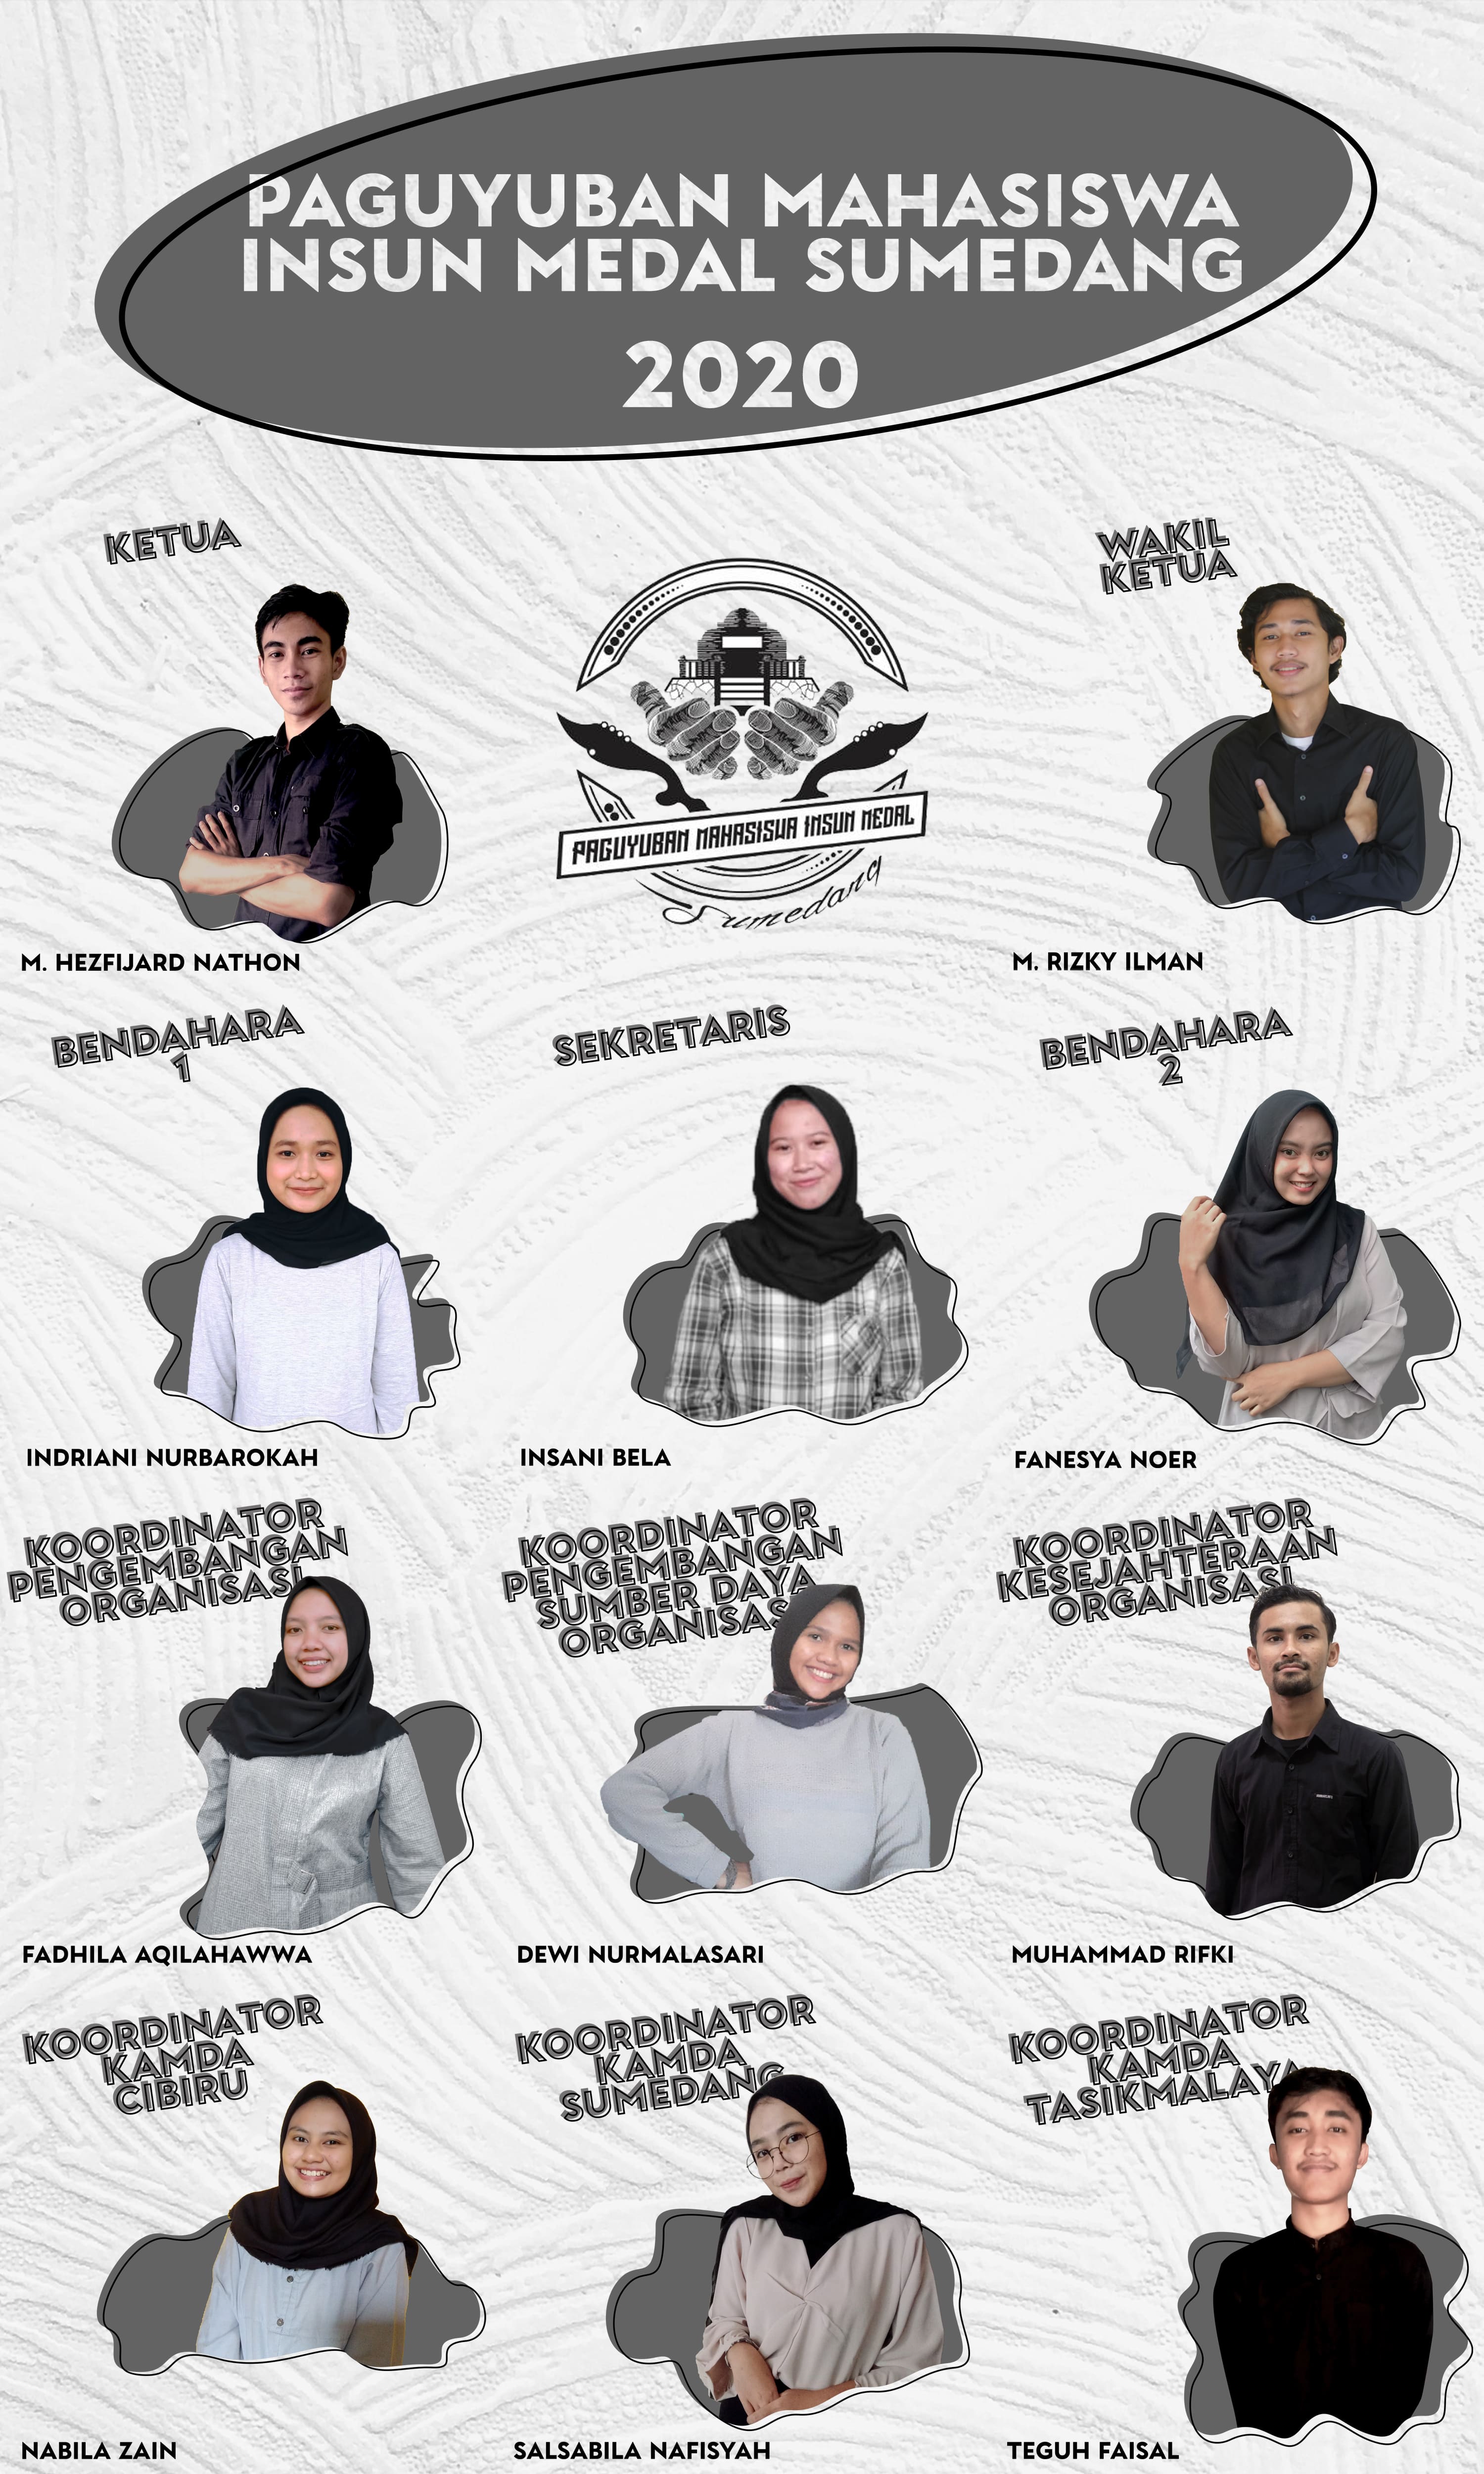 PAGUYUBAN MAHASISWA
INSUN MEDAL SUMEDANG
2020
KETUA
WAKIL
KETUA
PAGUYUBAN MAHASISWA INSUN MEDAL
Sumedang
M. HEZFIJARD NATHON
M. RIZKY ILMAN
BENDAHARA
1
SEKRETARIS
BENDAHARA
2
INDRIANI NURBAROKAH
INSANI BELA
FANESYA NOER
KOORDINATOR
PENGEMBANGAN
ORGANISASI
KOORDINATOR
PENGEMBANGAN
SUMBER DAYA
ORGANISASI
KOORDINATOR
KESEJAHTERAAN
ORGANISASI
FADHILA AQILAHAWWA
DEWI NURMALASARI
MUHAMMAD RIFKI
KOORDINATOR
KAMDA
CIBIRU
KOORDINATOR
KAMDA
SUMEDANG
KOORDINATOR
KAMDA
TASIKMALAYA
NABILA ZAIN
SALSABILA NAFISYAH
TEGUH FAISAL